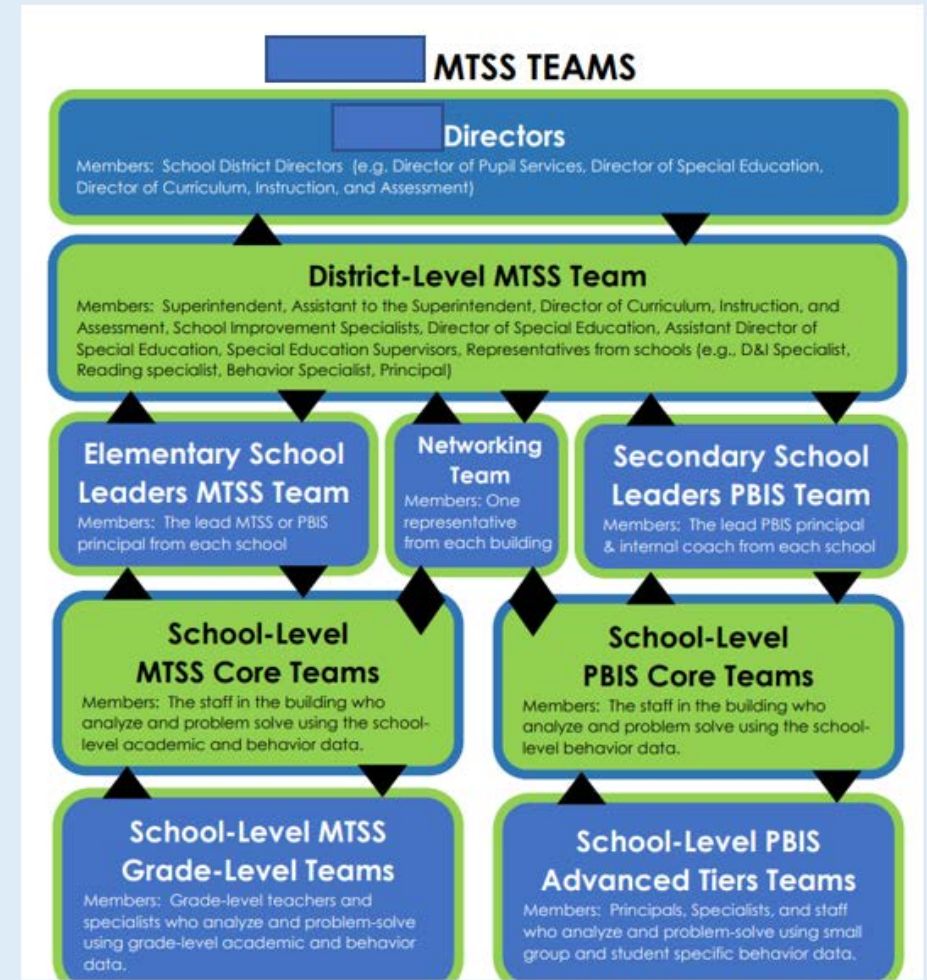 MTSS TEAMS
Directors
Members: School District Directors (e.g. Director of Pupil Services, Director of Special Education,
Director of Curriculum, Instruction, and Assessment)
District-Level MTSS Team
Members: Superintendent, Assistant to the Superintendent, Director of Curriculum, Instruction, and
Assessment, School Improvement Specialists, Director of Special Education, Assistant Director of
Special Education, Special Education Supervisors, Representatives from schools (e.g., D&I Specialist,
Reading specialist, Behavior Specialist, Principal)
Elementary School
Leaders MTSS Team
Members: The lead MTSS or PBIS
principal from each school
Networking
Team
Members: One
representative
from each building
Secondary School
Leaders PBIS Team
Members: The lead PBIS principal
& internal coach from each school
School-Level
MTSS Core Teams
Members: The staff in the building who
analyze and problem solve using the school-
level academic and behavior data.
School-Level
PBIS Core Teams
Members: The staff in the building who
analyze and problem solve using the school-
level behavior data.
School-Level MTSS
Grade-Level Teams
Members: Grade-level teachers and
specialists who analyze and problem-solve
using grade-level academic and behavior
data.
School-Level PBIS
Advanced Tiers Teams
Members: Principals, Specialists, and staff
who analyze and problem-solve using small
group and student specific behavior data.